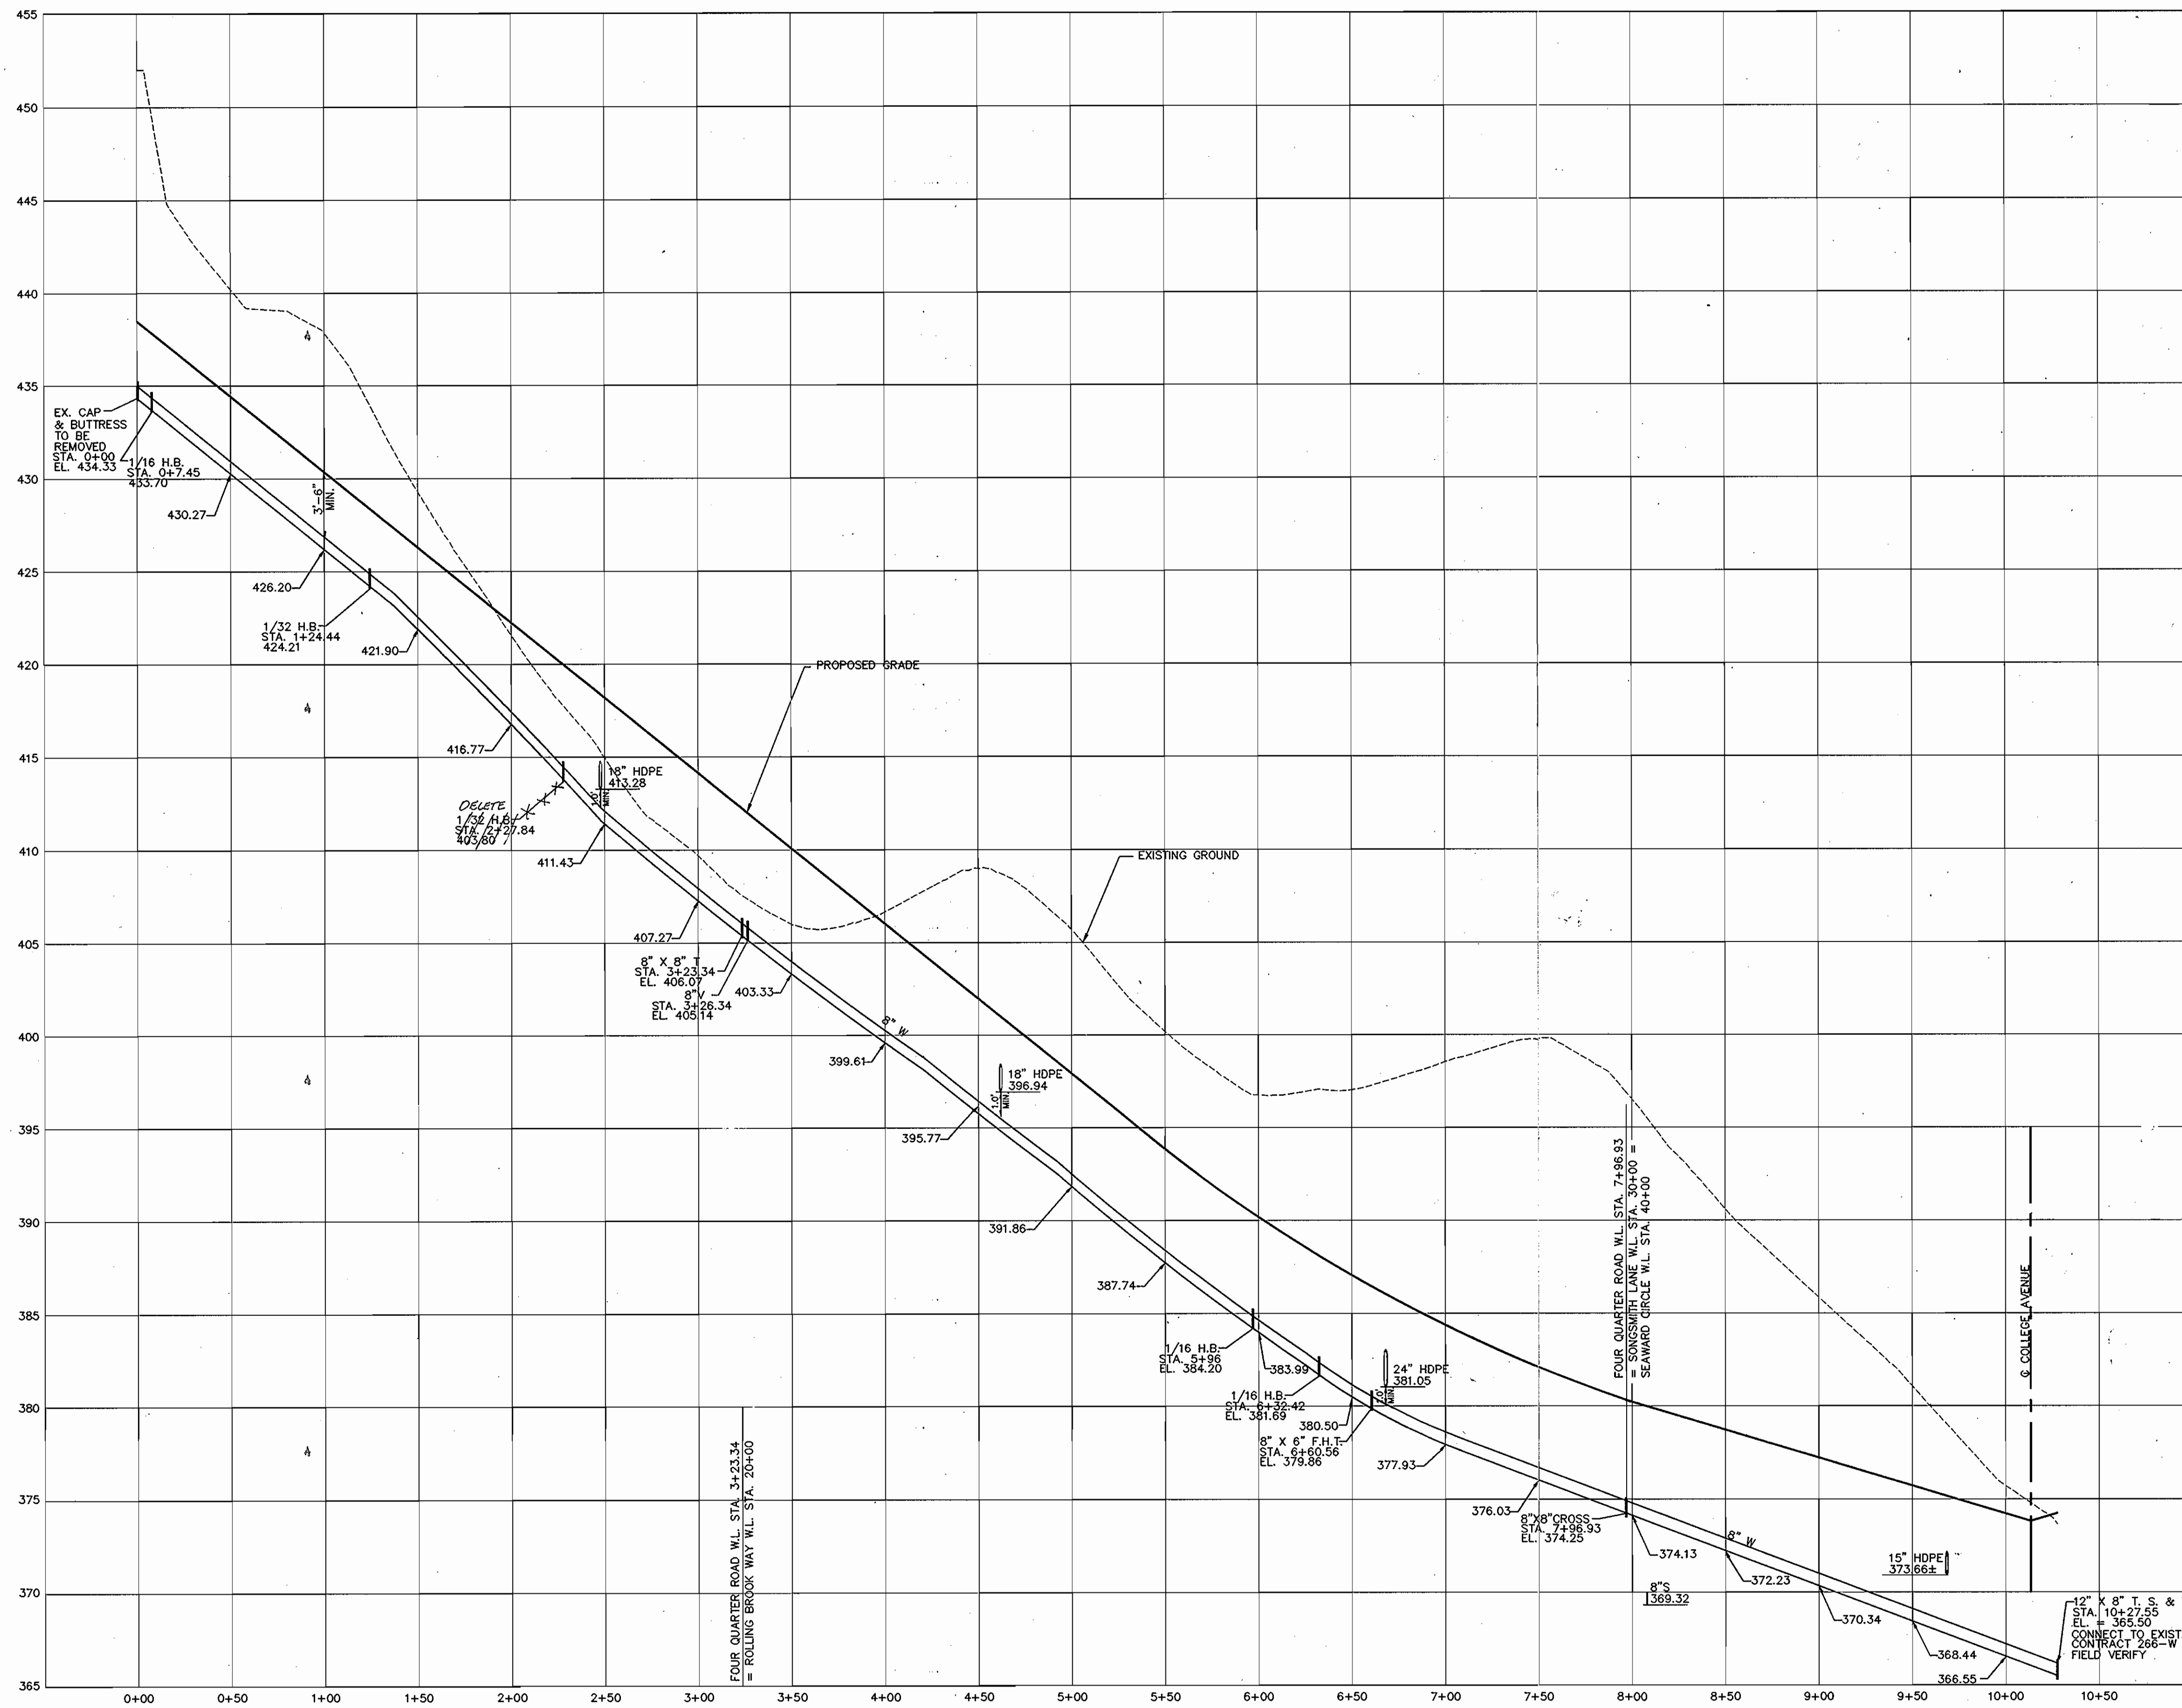 455
450
445
440
435
430
425
420
415
410
405
400
395
390
385
380
375
370
365
EX. CAP
& BUTTRESS
TO BE
REMOVED
STA. 0+00
EL. 434.33
1/16 H.B.
STA. 0+7.45
433.70
430.27
3'-6"
MIN.
426.20
1/32 H.B.
STA. 1+24.44
424.21
421.90
PROPOSED GRADE
416.77
18" HDPE
413.28
1.0'
MIN.
DELETE
1/32 H.B.
STA. 2+27.84
403.80
411.43
EXISTING GROUND
407.27
8" X 8" T
STA. 3+23.34
EL. 406.07
8" V
STA. 3+26.34
EL. 405.14
403.33
8" W
399.61
18" HDPE
396.94
1.0'
MIN.
395.77
391.86
387.74
1/16 H.B.
STA. 5+96
EL. 384.20
383.99
24" HDPE
381.05
1.0'
MIN.
1/16 H.B.
STA. 6+32.42
EL. 381.69
380.50
8" X 6" F.H.T.
STA. 6+60.56
EL. 379.86
377.93
FOUR QUARTER ROAD W.L. STA. 3+23.34
= ROLLING BROOK WAY W.L. STA. 20+00
FOUR QUARTER ROAD W.L. STA. 7+96.93
= SONGSMITH LANE W.L. STA. 30+00 =
SEAWARD CIRCLE W.L. STA. 40+00
℄ COLLEGE AVENUE
376.03
8"X8"CROSS
STA. 7+96.93
EL. 374.25
374.13
8" W
372.23
8"S
369.32
15" HDPE
373.66±
370.34
368.44
366.55
12" X 8" T. S. &
STA. 10+27.55
EL. = 365.50
CONNECT TO EXIST
CONTRACT 266-W
FIELD VERIFY
0+00 0+50 1+00 1+50 2+00 2+50 3+00 3+50 4+00 4+50 5+00 5+50 6+00 6+50 7+00 7+50 8+00 8+50 9+00 9+50 10+00 10+50